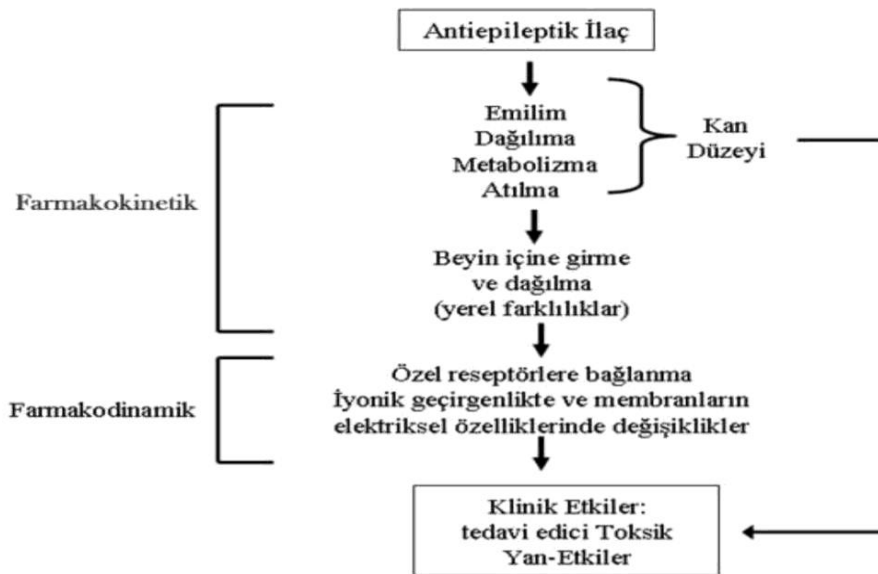 Antiepileptik İlaç
Emilim
Dağılıma
Metabolizma
Atılma
Kan
Düzeyi
Farmakokinetik
Beyin içine girme
ve dağılma
(yerel farklılıklar)
Özel reseptörlere bağlanma
İyonik geçirgenlikte ve membranların
elektriksel özelliklerinde değişiklikler
Farmakodinamik
Klinik Etkiler:
tedavi edici Toksik
Yan-Etkiler